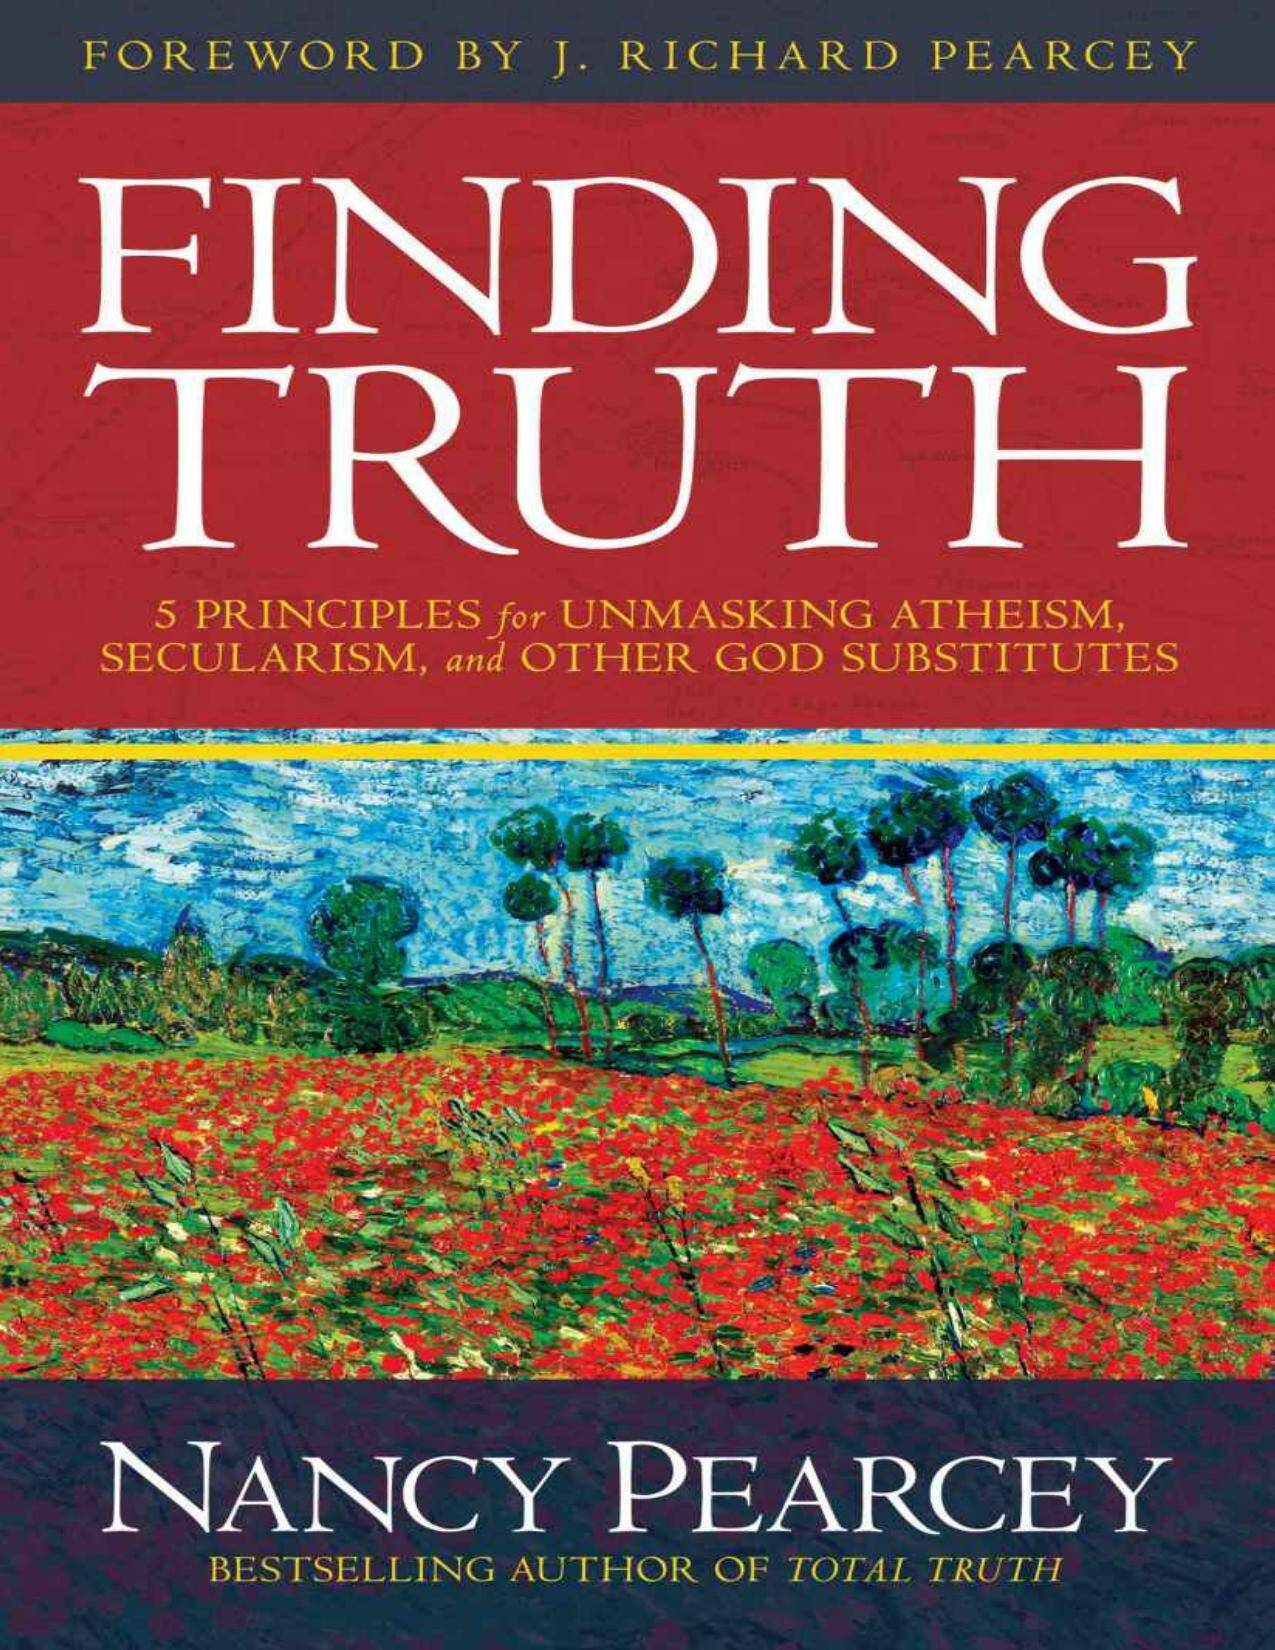 FOREWORD BY J. RICHARD PEARCEY
FINDING
TRUTH
5 PRINCIPLES for UNMASKING ATHEISM,
SECULARISM, and OTHER GOD SUBSTITUTES
NANCY PEARCEY
BESTSELLING AUTHOR OF TOTAL TRUTH